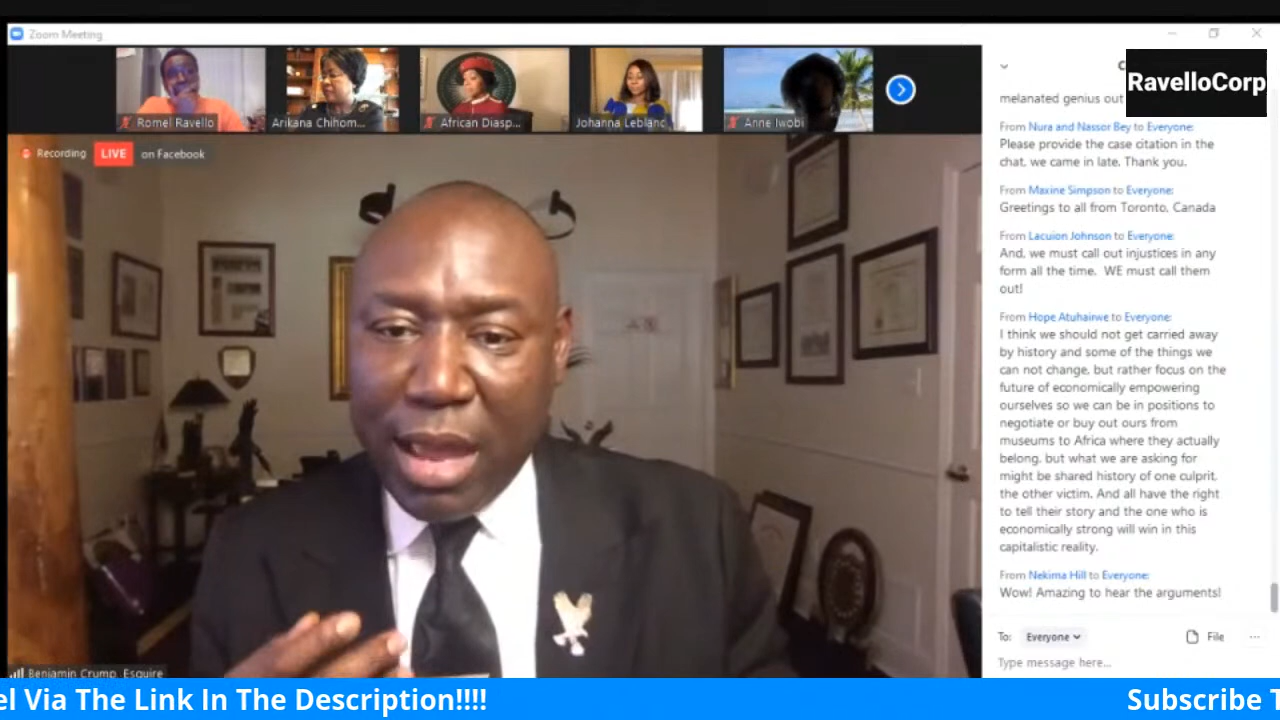 Zoom Meeting
Romel Ravello
Arikana Chihom...
African Diasp...
Johanna Leblanc
Anne Iwobi
Recording LIVE on Facebook
RavelloCorp
melanated genius out
From Nura and Nassor Bey to Everyone:
Please provide the case citation in the
chat, we came in late. Thank you.
From Maxine Simpson to Everyone:
Greetings to all from Toronto, Canada
From Lacuion Johnson to Everyone:
And, we must call out injustices in any
form all the time. WE must call them
out!
From Hope Atuhairwe to Everyone:
I think we should not get carried away
by history and some of the things we
can not change, but rather focus on the
future of economically empowering
ourselves so we can be in positions to
negotiate or buy out ours from
museums to Africa where they actually
belong, but what we are asking for
might be shared history of one culprit,
the other victim. And all have the right
to tell their story and the one who is
economically strong will win in this
capitalistic reality.
From Nekima Hill to Everyone:
Wow! Amazing to hear the arguments!
To: Everyone File ...
Type message here...
Benjamin Crump, Esquire
el Via The Link In The Description!!!! Subscribe T